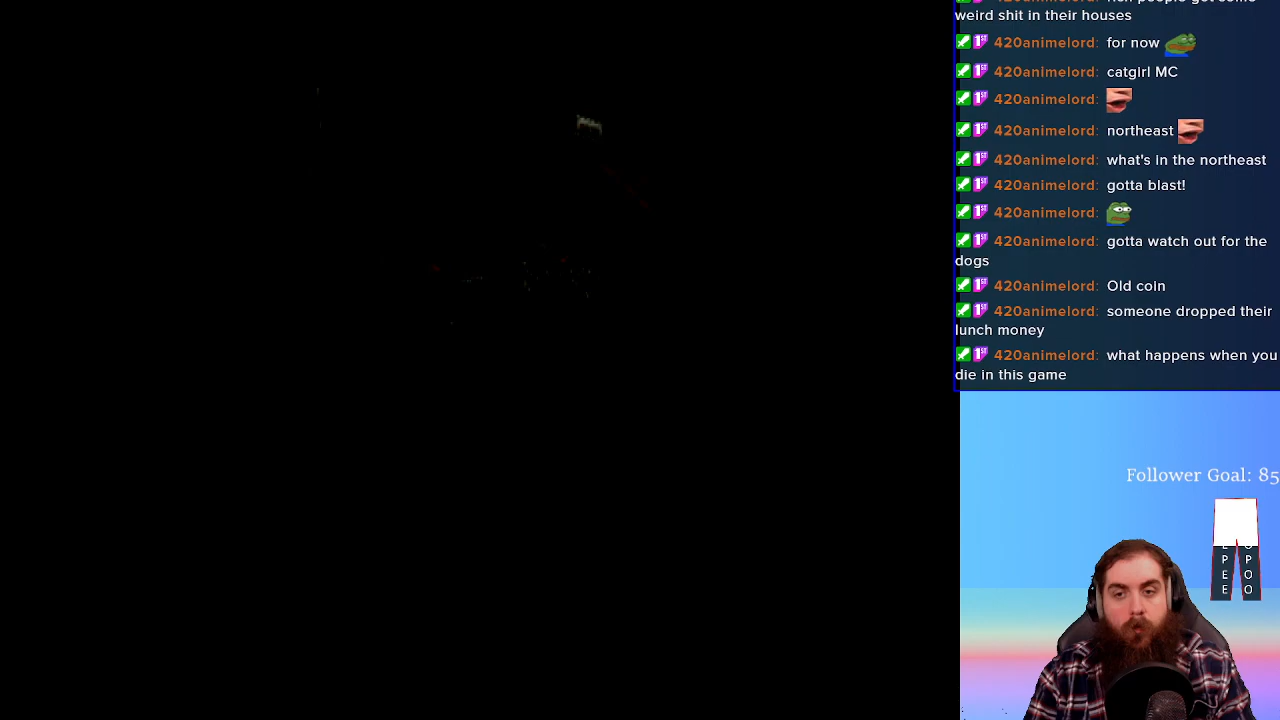 weird shit in their houses
420animelord: for now
420animelord: catgirl MC
420animelord:
420animelord: northeast
420animelord: what's in the northeast
420animelord: gotta blast!
420animelord:
420animelord: gotta watch out for the
dogs
420animelord: Old coin
420animelord: someone dropped their
lunch money
420animelord: what happens when you
die in this game
Follower Goal: 85
P P
E O
E O